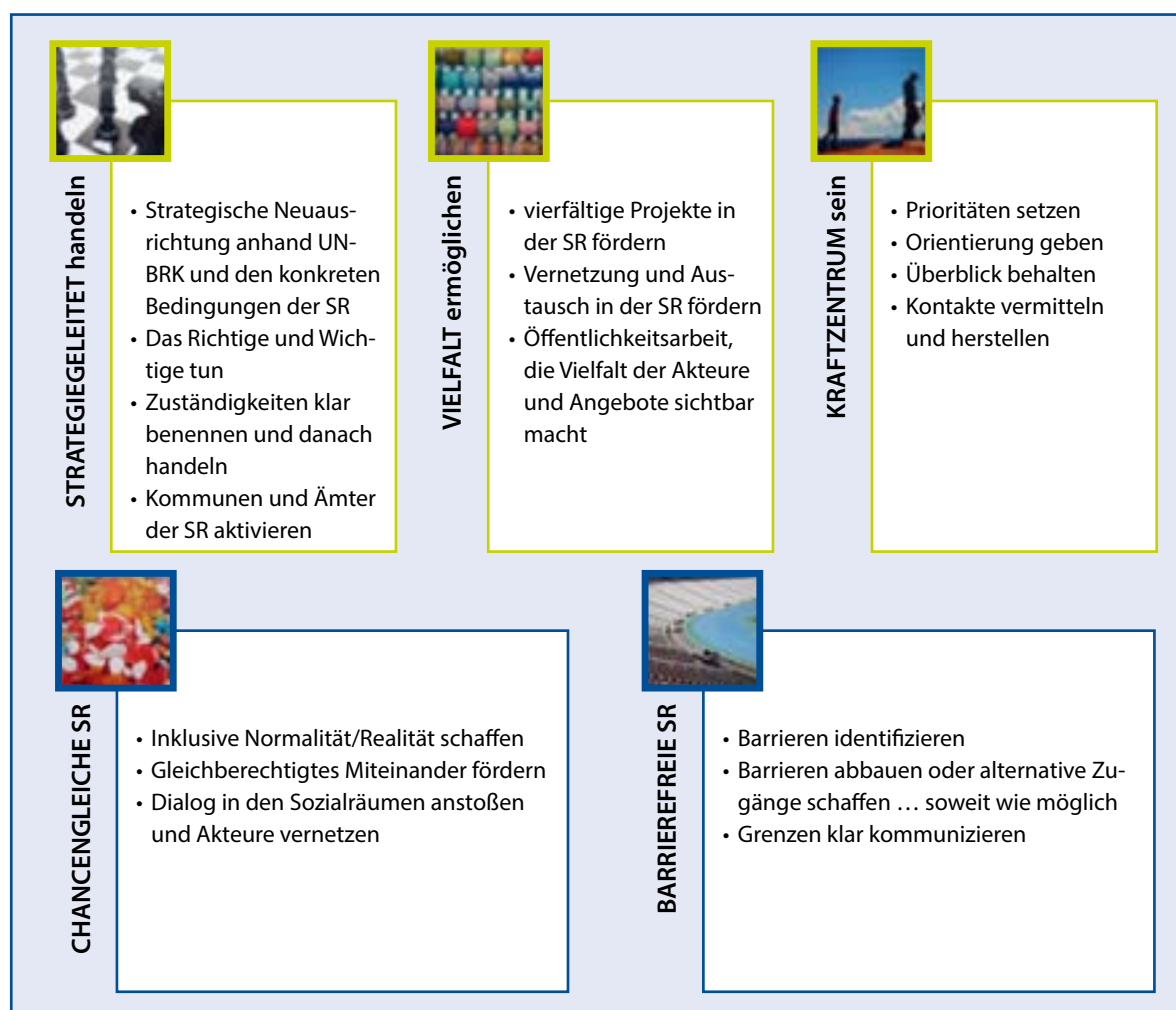 STRATEGIEGELEITET handeln
• Strategische Neuaus-
richtung anhand UN-
BRK und den konkreten
Bedingungen der SR
• Das Richtige und Wich-
tige tun
• Zuständigkeiten klar
benennen und danach
handeln
• Kommunen und Ämter
der SR aktivieren
VIELFALT ermöglichen
• vierfältige Projekte in
der SR fördern
• Vernetzung und Aus-
tausch in der SR fördern
• Öffentlichkeitsarbeit,
die Vielfalt der Akteure
und Angebote sichtbar
macht
KRAFTZENTRUM sein
• Prioritäten setzen
• Orientierung geben
• Überblick behalten
• Kontakte vermitteln
und herstellen
CHANCENGLEICHE SR
• Inklusive Normalität/Realität schaffen
• Gleichberechtigtes Miteinander fördern
• Dialog in den Sozialräumen anstoßen
und Akteure vernetzen
BARRIEREFREIE SR
• Barrieren identifizieren
• Barrieren abbauen oder alternative Zu-
gänge schaffen … soweit wie möglich
• Grenzen klar kommunizieren